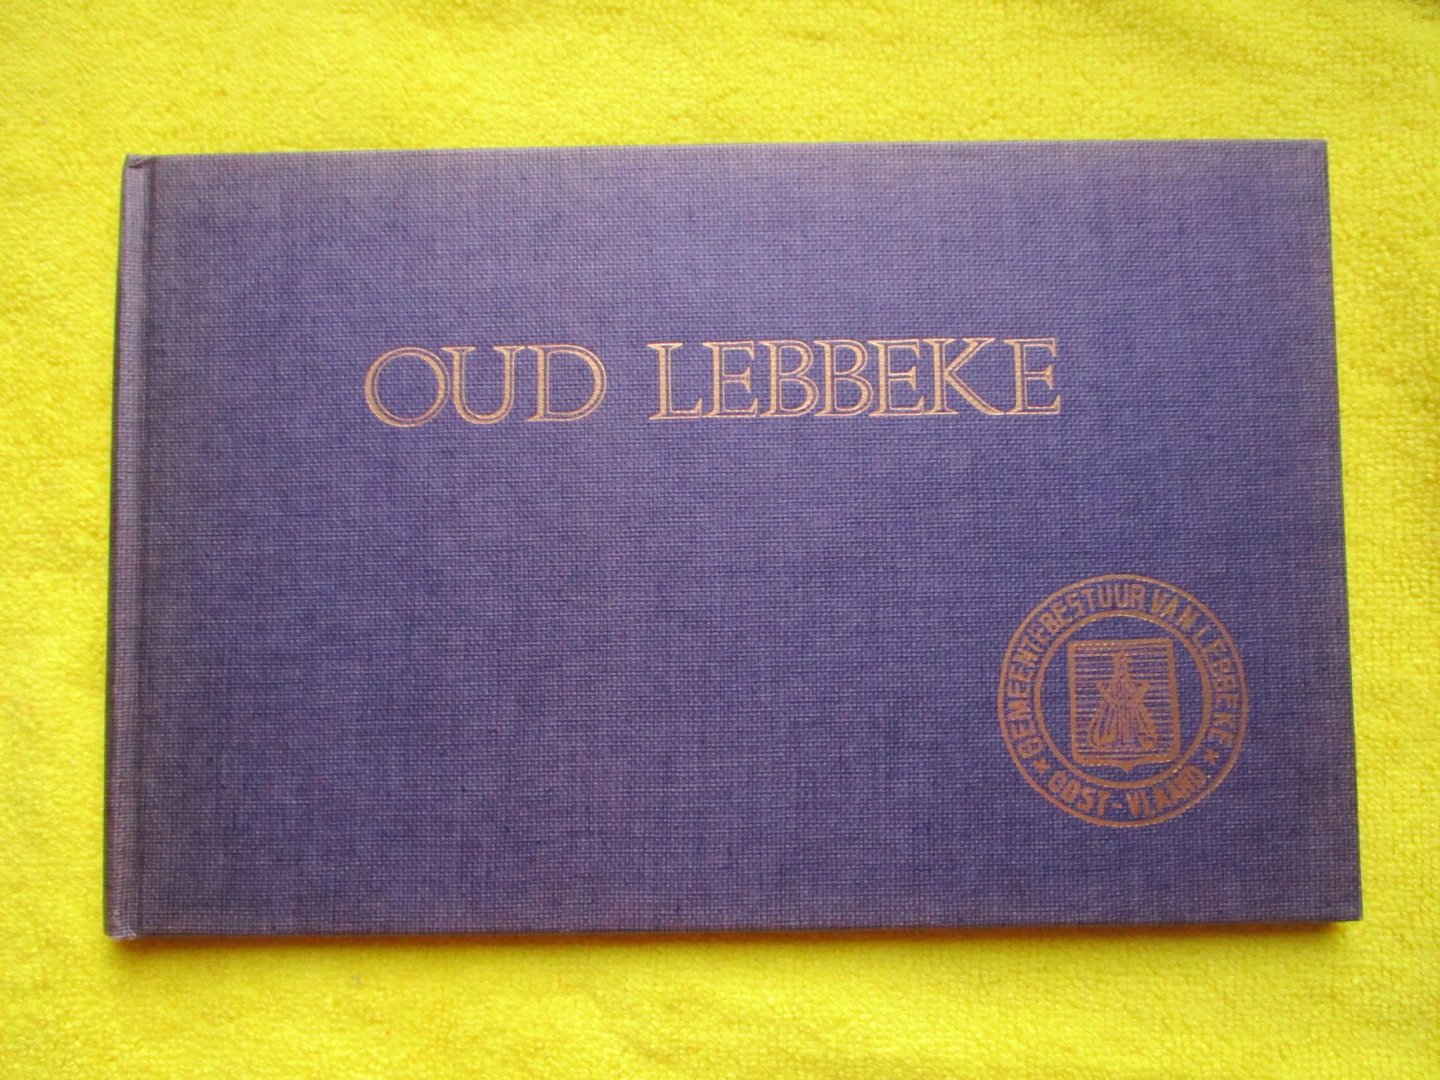 OUD LEBBEKE
GEMEENTEBESTUUR VAN LEBBEKE
OOST-VLAAND.